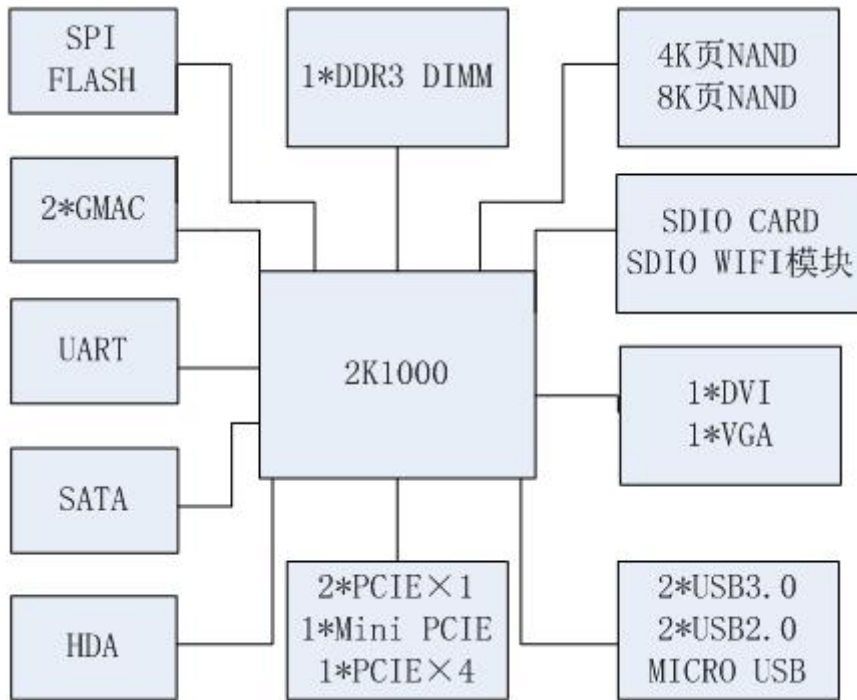 SPI
FLASH
1*DDR3 DIMM
4K页NAND
8K页NAND
2*GMAC
SDIO CARD
SDIO WIFI模块
UART
2K1000
1*DVI
1*VGA
SATA
HDA
2*PCIE×1
1*Mini PCIE
1*PCIE×4
2*USB3.0
2*USB2.0
MICRO USB